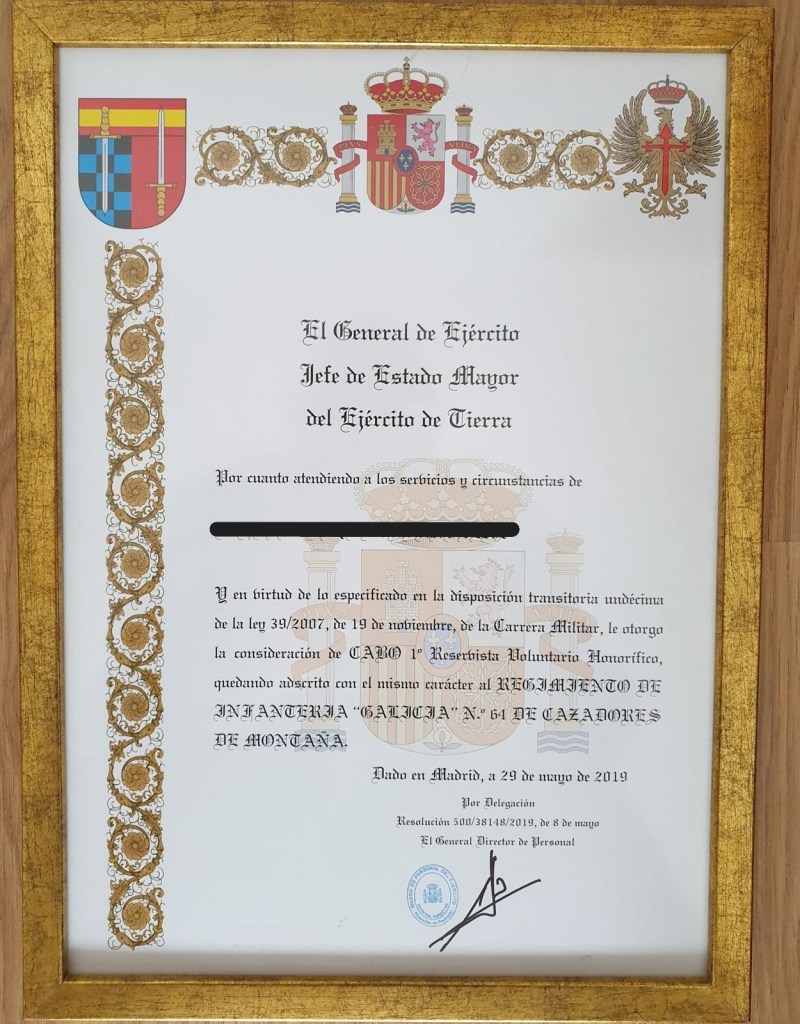 PLVS VLTRA
El General de Ejército
Jefe de Estado Mayor
del Ejército de Tierra
Por cuanto atendiendo a los servicios y circunstancias de
Y en virtud de lo especificado en la disposición transitoria undécima
de la ley 39/2007, de 19 de noviembre, de la Carrera Militar, le otorgo
la consideración de CABO 1º Reservista Voluntario Honorífico,
quedando adscrito con el mismo carácter al REGIMIENTO DE
INFANTERIA “GALICIA” N.º 64 DE CAZADORES
DE MONTAÑA.
Dado en Madrid, a 29 de mayo de 2019
Por Delegación
Resolución 500/38148/2019, de 8 de mayo
El General Director de Personal